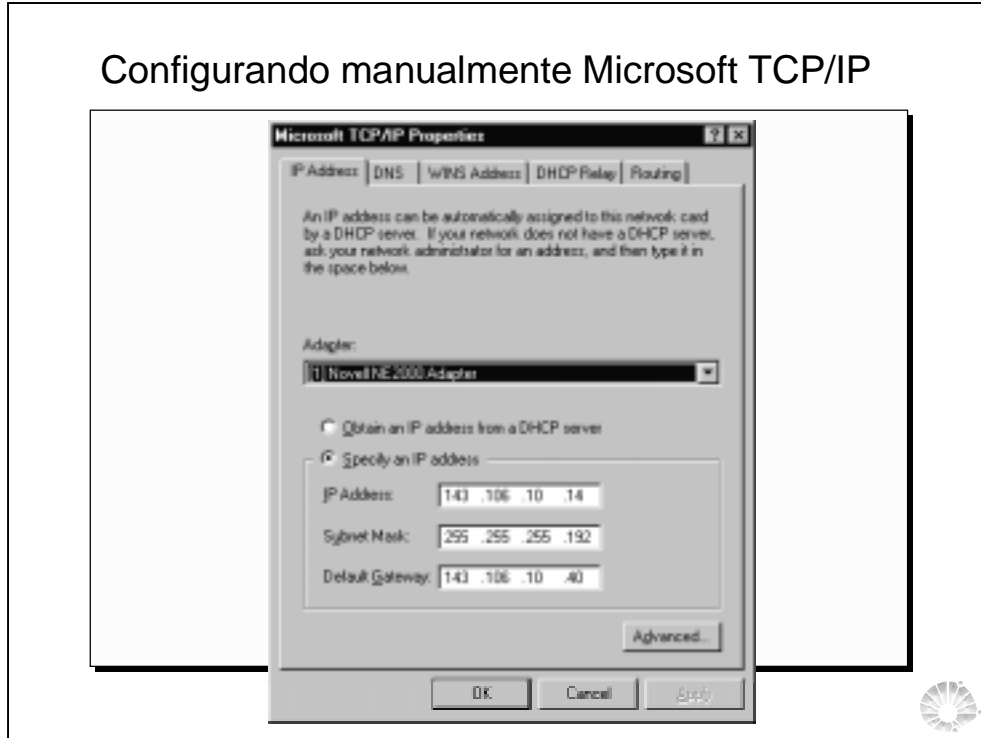 Configurando manualmente Microsoft TCP/IP
Microsoft TCP/IP Properties
IP Address DNS WINS Address DHCP Relay Routing
An IP address can be automatically assigned to this network card
by a DHCP server. If your network does not have a DHCP server,
ask your network administrator for an address, and then type it in
the space below.
Adapter:
[1] Novell NE2000 Adapter
Obtain an IP address from a DHCP server
Specify an IP address
IP Address: 143 .106 .10 .14
Subnet Mask: 255 .255 .255 .192
Default Gateway: 143 .106 .10 .40
Advanced...
OK Cancel Apply